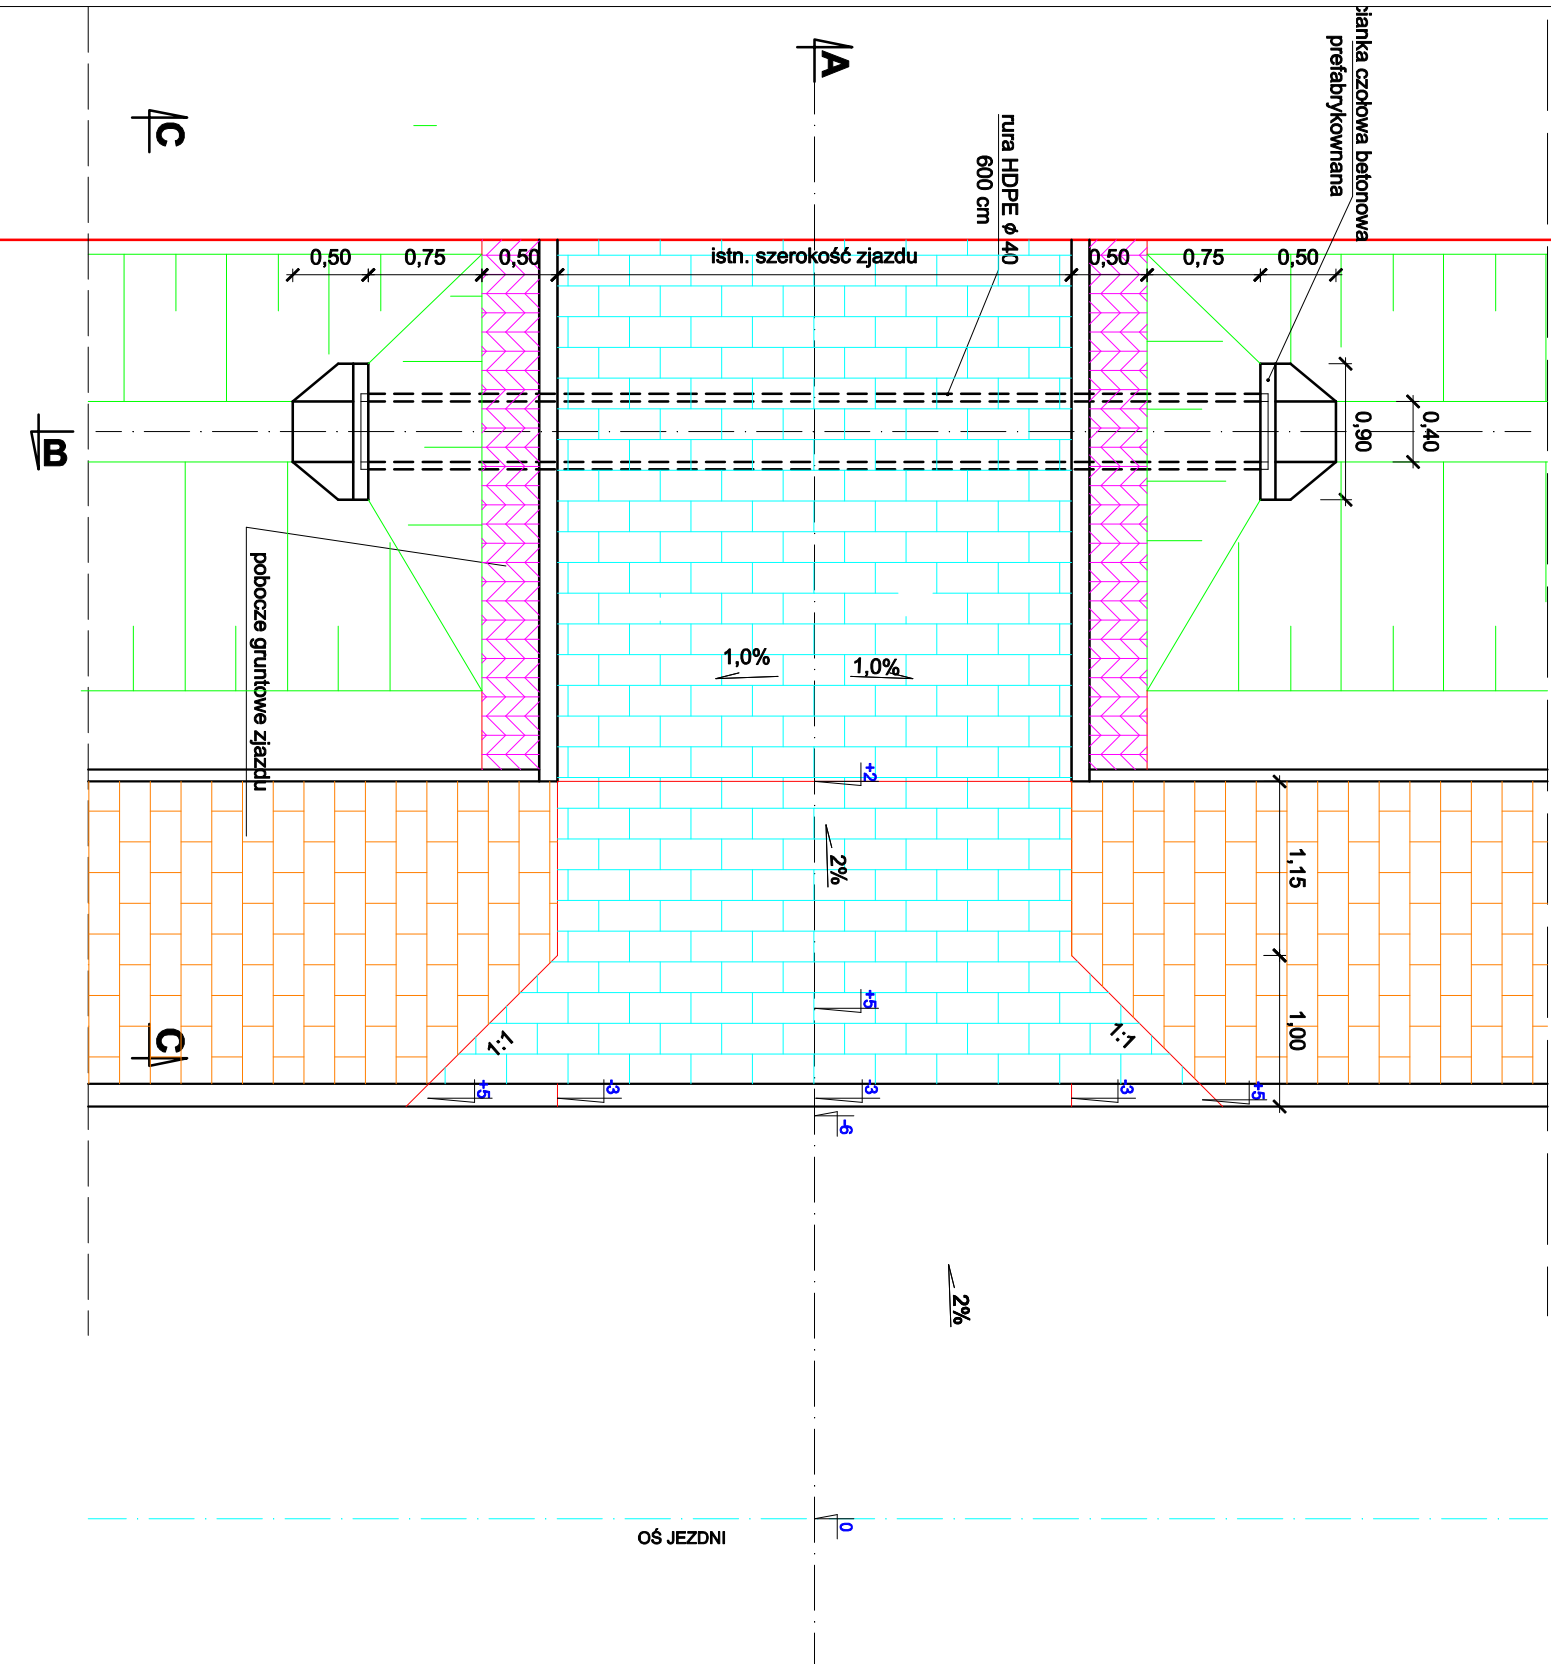 A
C
ścianka czołowa betonowa
prefabrykownana
rura HDPE ø 40
600 cm
0,50
0,75
0,50
istn. szerokość zjazdu
0,50
0,75
0,50
0,40
0,90
B
pobocze gruntowe zjazdu
1,0%
1,0%
+2
2%
1,15
+5
1,00
C
1:1
1:1
+5
-3
-3
-3
+5
-6
2%
0
OŚ JEZDNI